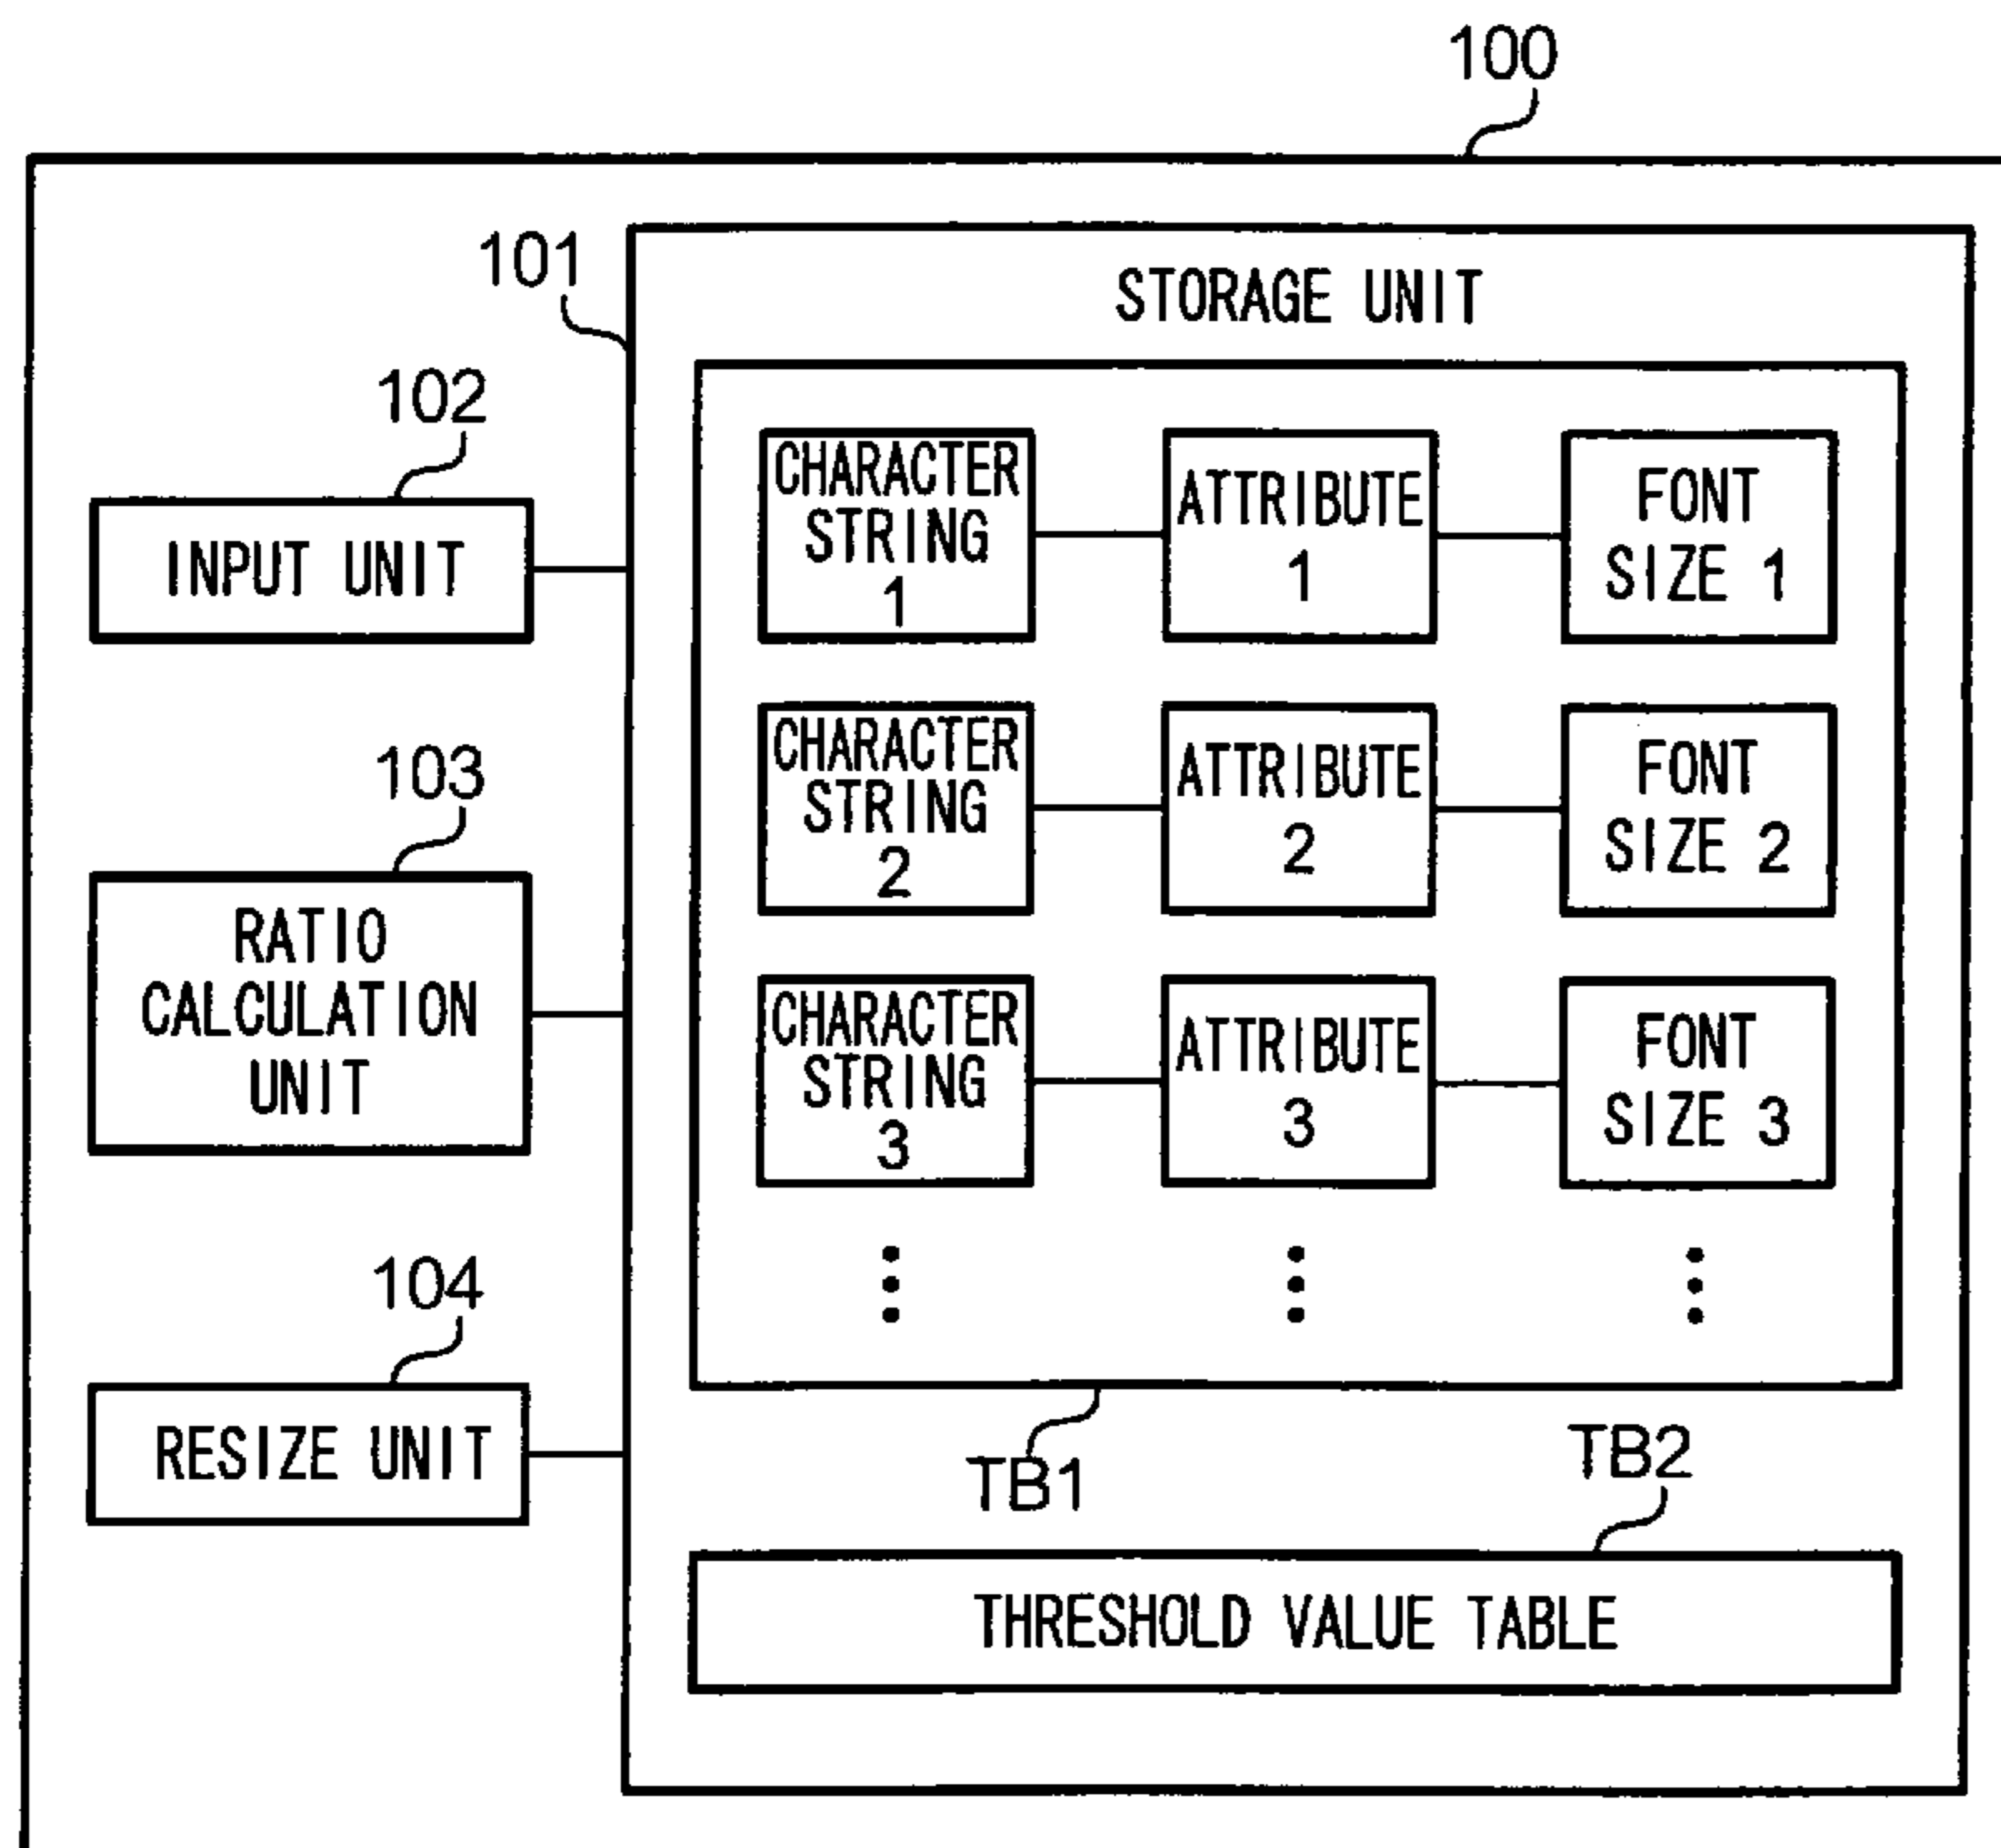 100
101
STORAGE UNIT
102
INPUT UNIT
103
RATIO
CALCULATION
UNIT
104
RESIZE UNIT
CHARACTER
STRING
1
ATTRIBUTE
1
FONT
SIZE 1
CHARACTER
STRING
2
ATTRIBUTE
2
FONT
SIZE 2
CHARACTER
STRING
3
ATTRIBUTE
3
FONT
SIZE 3
TB1
TB2
THRESHOLD VALUE TABLE